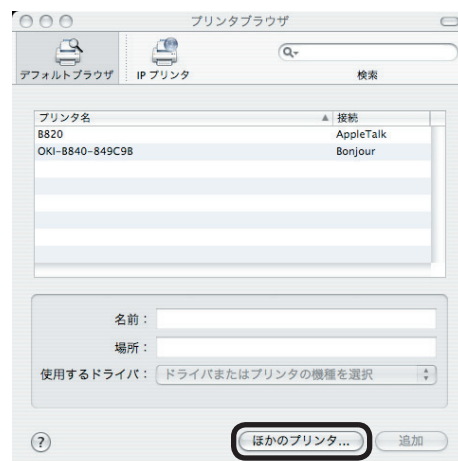 プリンタブラウザ
デフォルトブラウザ IP プリンタ 検索
プリンタ名 接続
B820 AppleTalk
OKI-B840-849C9B Bonjour
名前：
場所：
使用するドライバ： ドライバまたはプリンタの機種を選択
? ほかのプリンタ... 追加